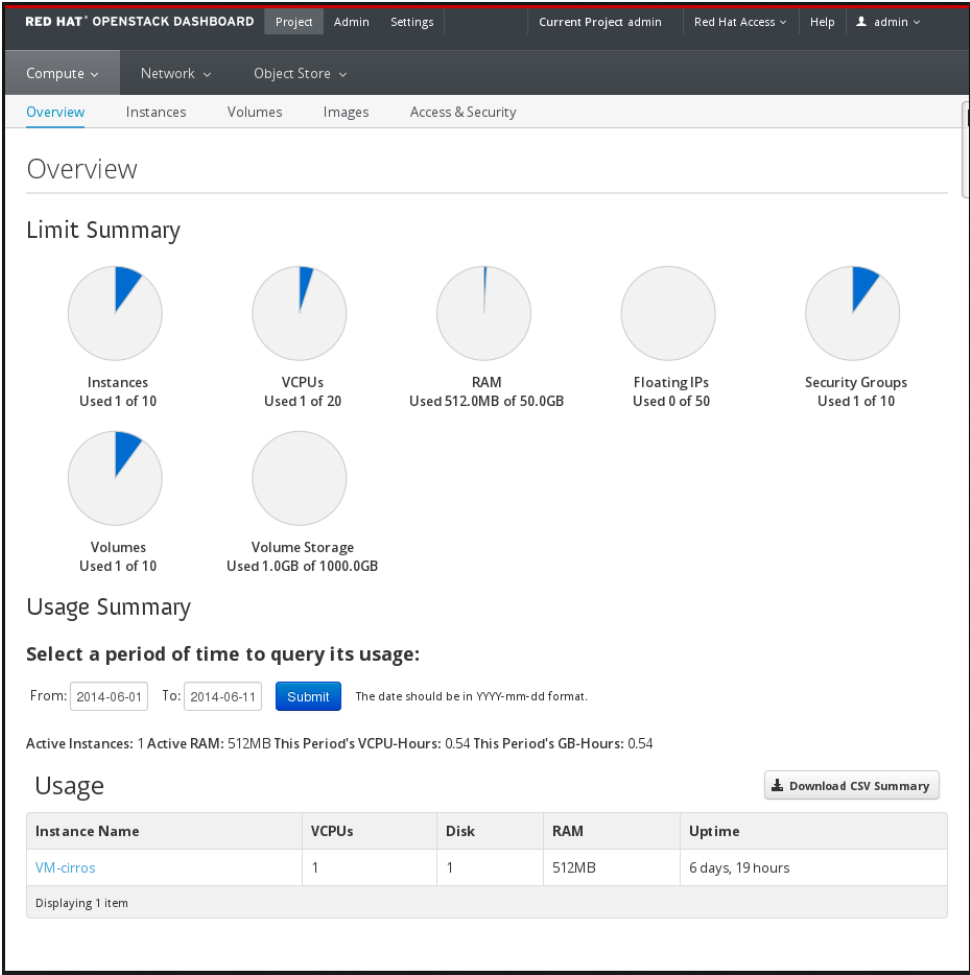 RED HAT® OPENSTACK DASHBOARD Project Admin Settings Current Project admin Red Hat Access Help admin
Compute Network Object Store
Overview Instances Volumes Images Access & Security
Overview
Limit Summary
Instances VCPUs RAM Floating IPs Security Groups
Used 1 of 10 Used 1 of 20 Used 512.0MB of 50.0GB Used 0 of 50 Used 1 of 10
Volumes Volume Storage
Used 1 of 10 Used 1.0GB of 1000.0GB
Usage Summary
Select a period of time to query its usage:
From: 2014-06-01 To: 2014-06-11 Submit The date should be in YYYY-mm-dd format.
Active Instances: 1 Active RAM: 512MB This Period's VCPU-Hours: 0.54 This Period's GB-Hours: 0.54
Usage Download CSV Summary
Instance Name VCPUs Disk RAM Uptime
VM-cirros 1 1 512MB 6 days, 19 hours
Displaying 1 item